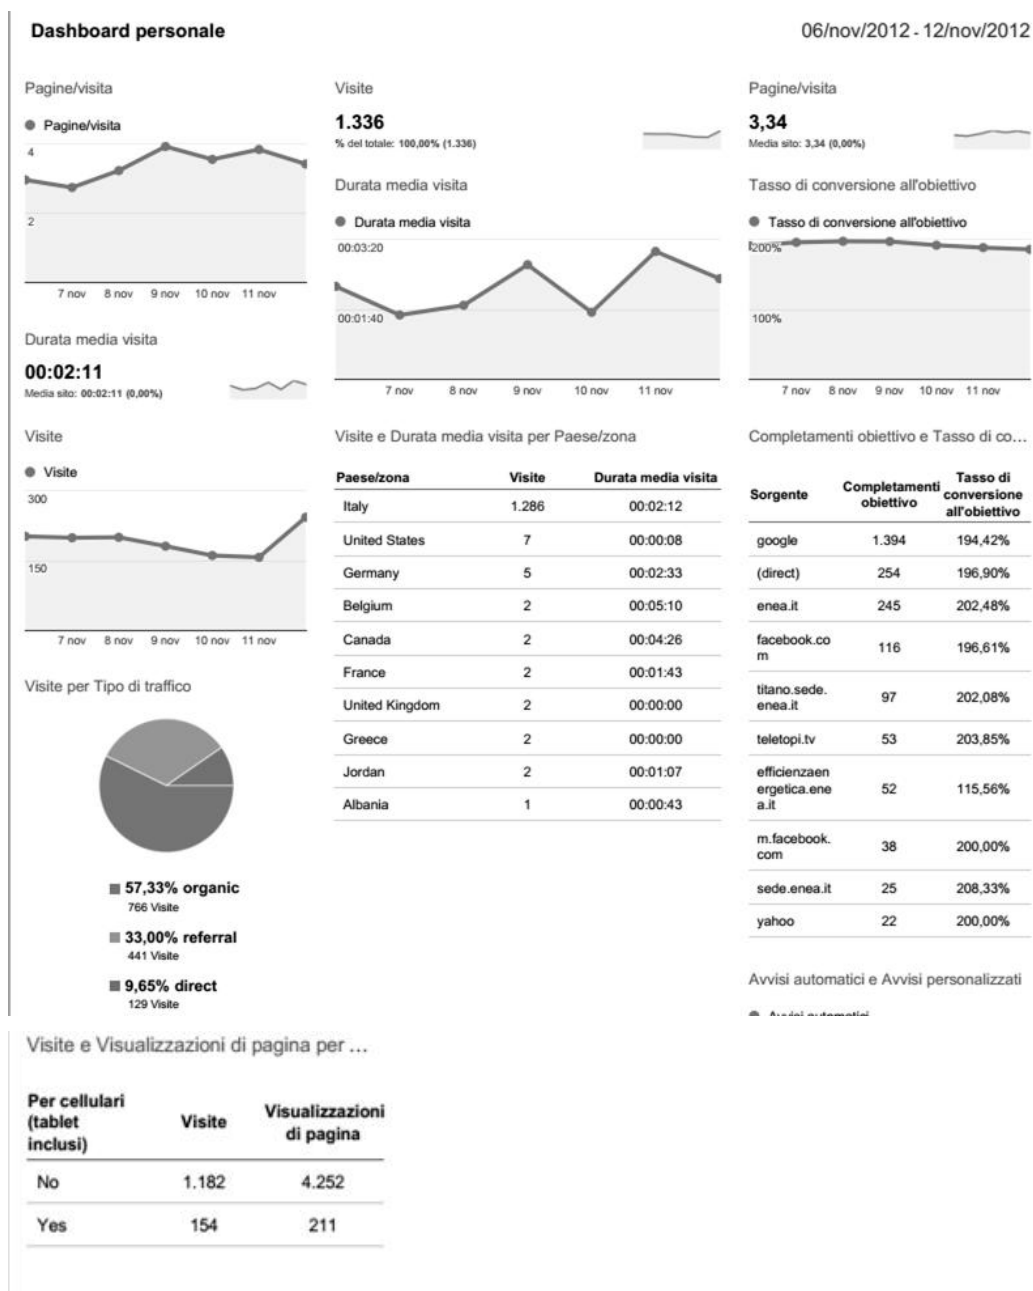 Dashboard personale
06/nov/2012 - 12/nov/2012
Pagine/visita
Pagine/visita
4
2
7 nov 8 nov 9 nov 10 nov 11 nov
Durata media visita
00:02:11
Media sito: 00:02:11 (0,00%)
Visite
Visite
300
150
7 nov 8 nov 9 nov 10 nov 11 nov
Visite per Tipo di traffico
57,33% organic
766 Visite
33,00% referral
441 Visite
9,65% direct
129 Visite
Visite
1.336
% del totale: 100,00% (1.336)
Durata media visita
Durata media visita
00:03:20
00:01:40
7 nov 8 nov 9 nov 10 nov 11 nov
Visite e Durata media visita per Paese/zona
Paese/zona Visite Durata media visita
Italy 1.286 00:02:12
United States 7 00:00:08
Germany 5 00:02:33
Belgium 2 00:05:10
Canada 2 00:04:26
France 2 00:01:43
United Kingdom 2 00:00:00
Greece 2 00:00:00
Jordan 2 00:01:07
Albania 1 00:00:43
Pagine/visita
3,34
Media sito: 3,34 (0,00%)
Tasso di conversione all'obiettivo
Tasso di conversione all'obiettivo
200%
100%
7 nov 8 nov 9 nov 10 nov 11 nov
Completamenti obiettivo e Tasso di co...
Sorgente Completamenti obiettivo Tasso di conversione all'obiettivo
google 1.394 194,42%
(direct) 254 196,90%
enea.it 245 202,48%
facebook.co
m 116 196,61%
titano.sede.
enea.it 97 202,08%
teletopi.tv 53 203,85%
efficienzaen
ergetica.ene
a.it 52 115,56%
m.facebook.
com 38 200,00%
sede.enea.it 25 208,33%
yahoo 22 200,00%
Avvisi automatici e Avvisi personalizzati
Avvisi automatici
Visite e Visualizzazioni di pagina per ...
Per cellulari
(tablet
inclusi) Visite Visualizzazioni
di pagina
No 1.182 4.252
Yes 154 211